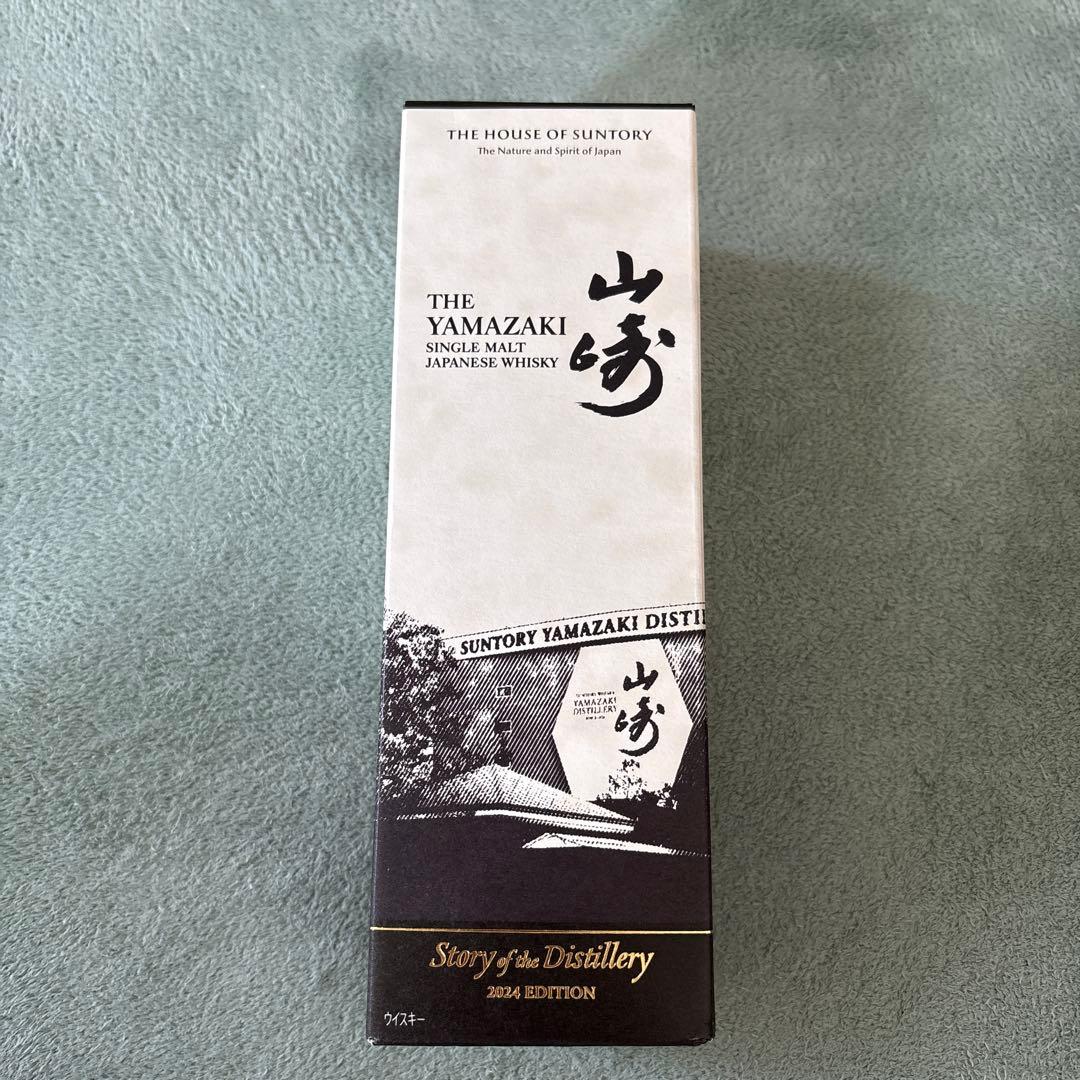 THE HOUSE OF SUNTORY
The Nature and Spirit of Japan
THE
YAMAZAKI
SINGLE MALT
JAPANESE WHISKY
山崎
SUNTORY YAMAZAKI DISTIL
YAMAZAKI
DISTILLERY
山崎
Story of the Distillery
2024 EDITION
ウイスキー